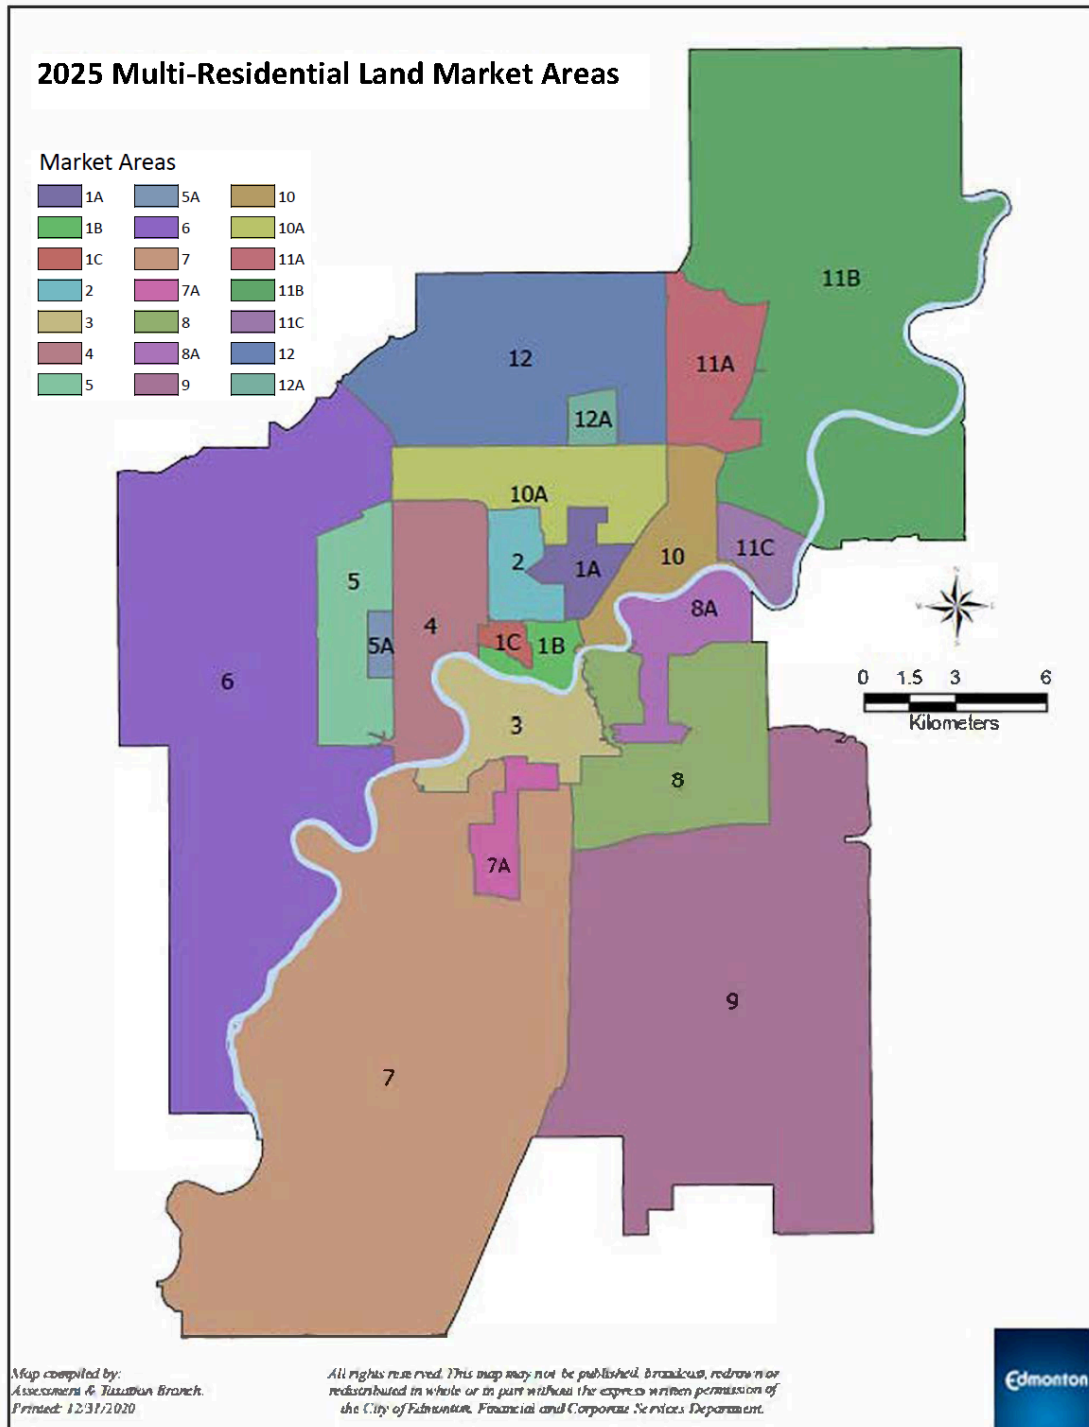 2025 Multi-Residential Land Market Areas
Market Areas
1A 5A 10
1B 6 10A
1C 7 11A
2 7A 11B
3 8 11C
4 8A 12
5 9 12A
11B
12
11A
12A
10A
2
1A
10
11C
5
8A
4
5A
1C
1B
6
3
8
7A
9
7
N
W E
S
0 1.5 3 6
Kilometers
Map compiled by:
Assessment & Taxation Branch.
Printed: 12/31/2020
All rights reserved. This map may not be published, broadcast, redrawn or
redistributed in whole or in part without the express written permission of
the City of Edmonton, Financial and Corporate Services Department.
Edmonton